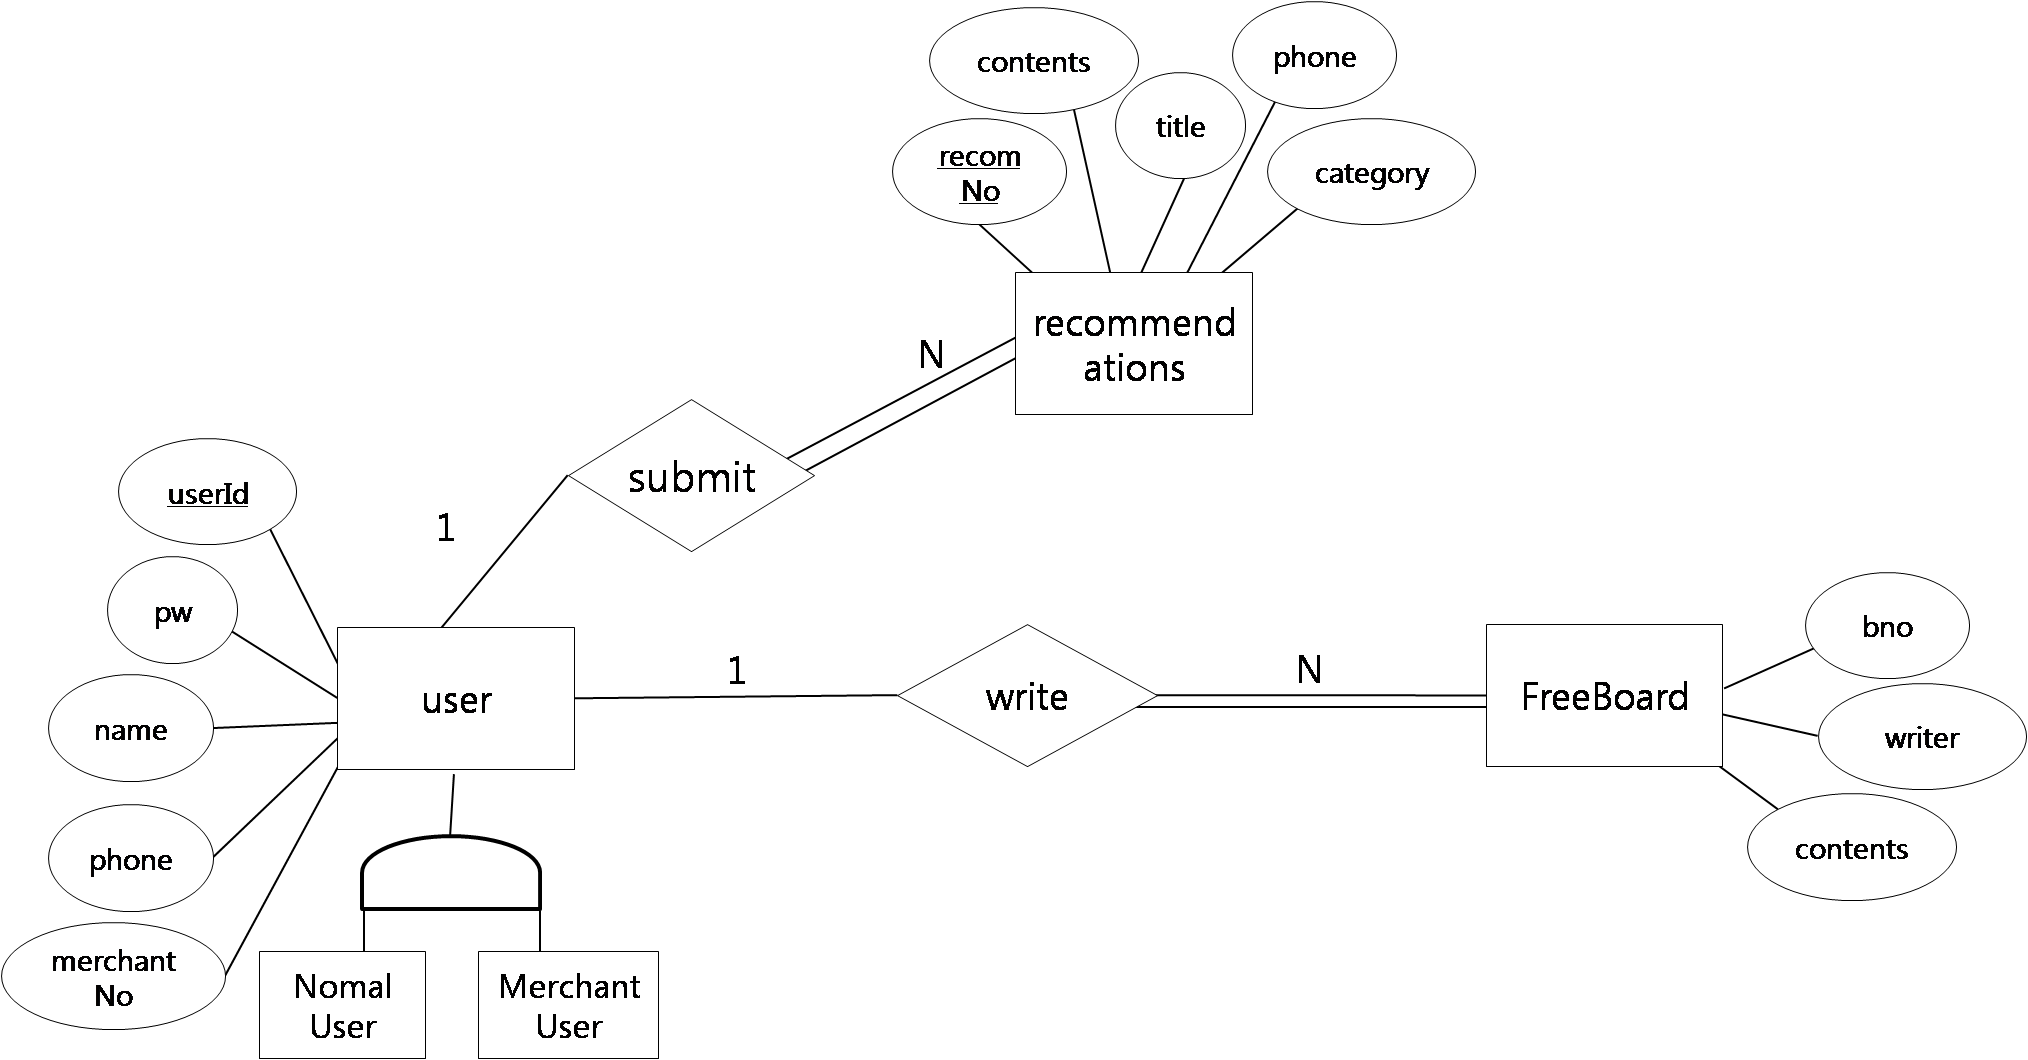 contents
phone
title
recom
No
category
recommend
ations
N
submit
1
userId
pw
name
phone
merchant
No
user
1
write
N
FreeBoard
bno
writer
contents
Nomal
User
Merchant
User